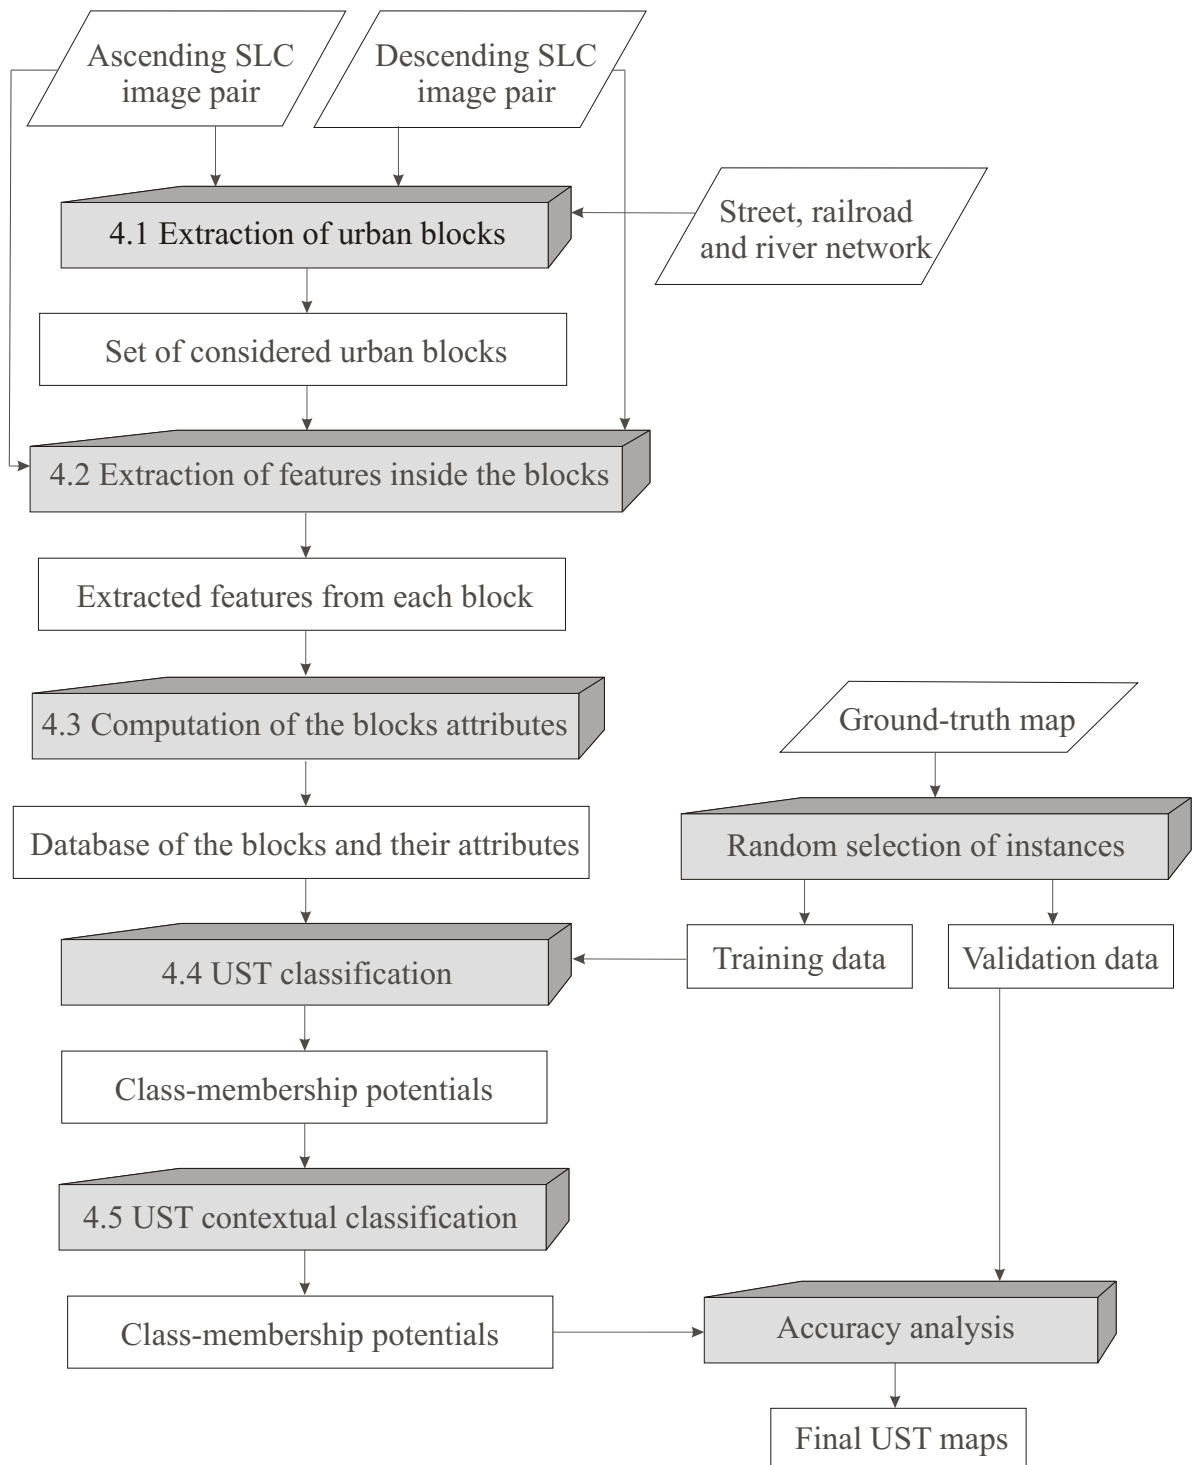 Ascending SLC
image pair
Descending SLC
image pair
Street, railroad
and river network
4.1 Extraction of urban blocks
Set of considered urban blocks
4.2 Extraction of features inside the blocks
Extracted features from each block
4.3 Computation of the blocks attributes
Ground-truth map
Database of the blocks and their attributes
Random selection of instances
4.4 UST classification
Training data
Validation data
Class-membership potentials
4.5 UST contextual classification
Class-membership potentials
Accuracy analysis
Final UST maps